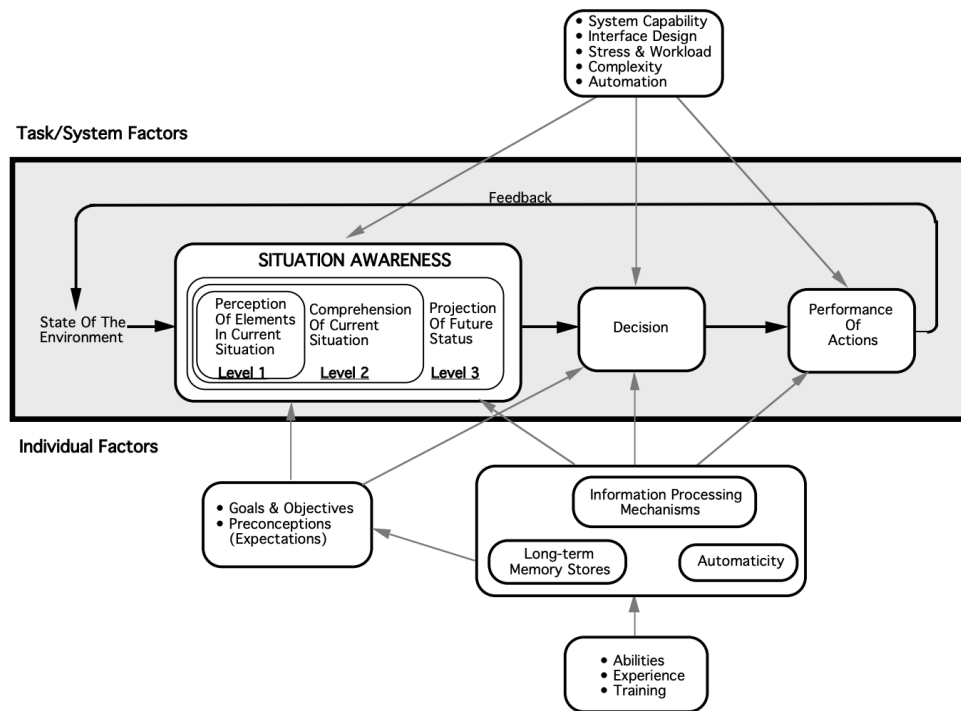 • System Capability
• Interface Design
• Stress & Workload
• Complexity
• Automation
Task/System Factors
Feedback
SITUATION AWARENESS
Perception
Of Elements
In Current
Situation
Level 1
Comprehension
Of Current
Situation
Level 2
Projection
Of Future
Status
Level 3
State Of The
Environment
Decision
Performance
Of
Actions
Individual Factors
• Goals & Objectives
• Preconceptions
(Expectations)
Information Processing
Mechanisms
Long-term
Memory Stores
Automaticity
• Abilities
• Experience
• Training